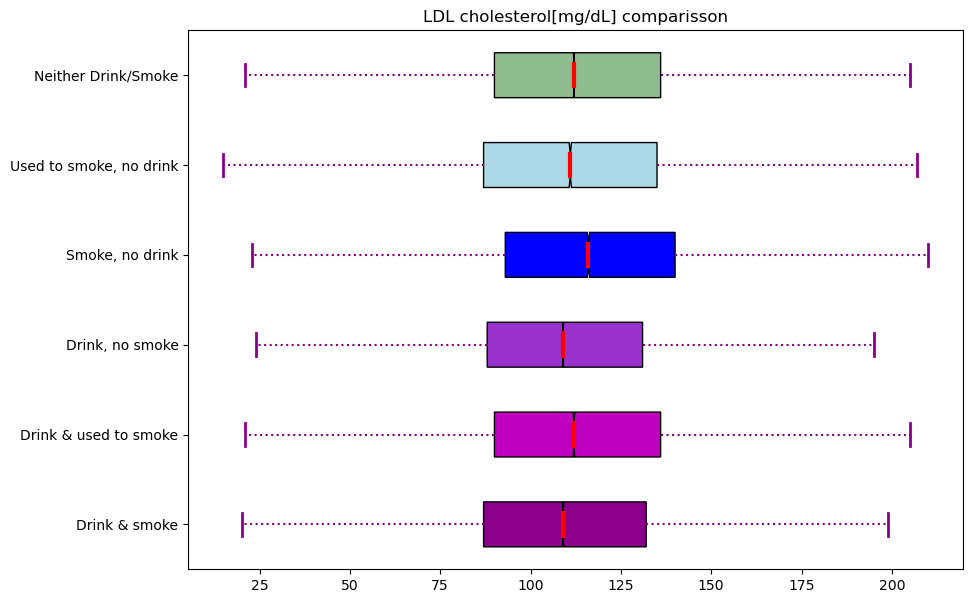 LDL cholesterol[mg/dL] comparisson
Neither Drink/Smoke
Used to smoke, no drink
Smoke, no drink
Drink, no smoke
Drink & used to smoke
Drink & smoke
25 50 75 100 125 150 175 200